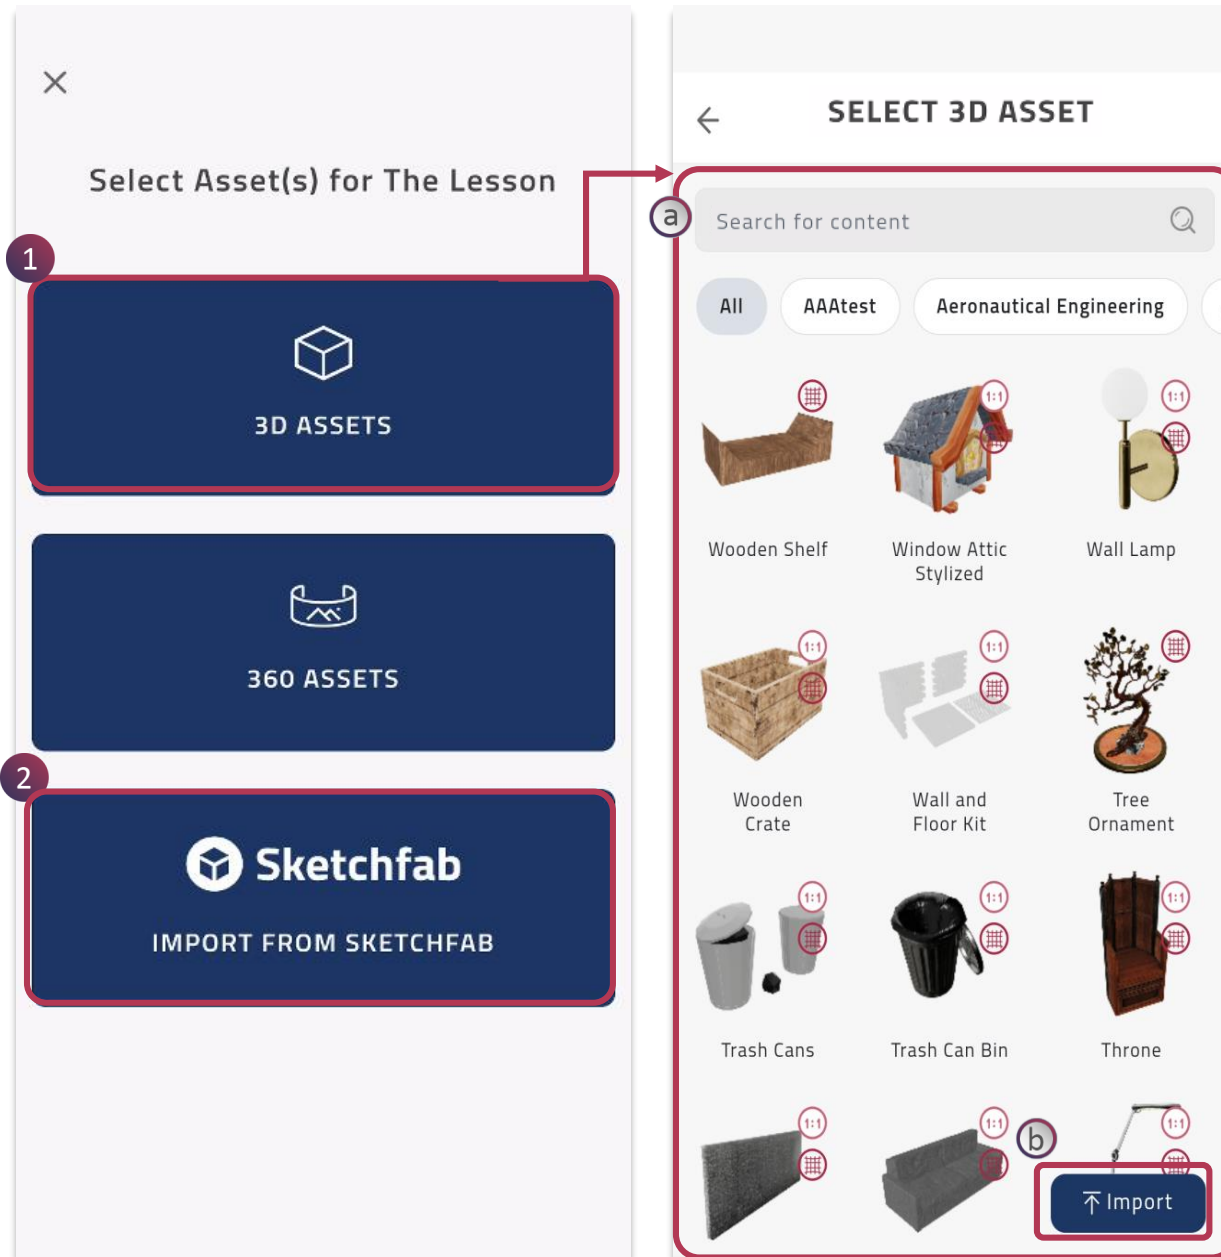 Select Asset(s) for The Lesson
1
3D ASSETS
360 ASSETS
2
Sketchfab
IMPORT FROM SKETCHFAB
SELECT 3D ASSET
a
Search for content
All AAAtest Aeronautical Engineering
1:1 1:1
Wooden Shelf Window Attic Wall Lamp
Stylized
1:1 1:1
Wooden Wall and Tree
Crate Floor Kit Ornament
1:1 1:1 1:1
Trash Cans Trash Can Bin Throne
1:1 1:1 1:1
b
Import